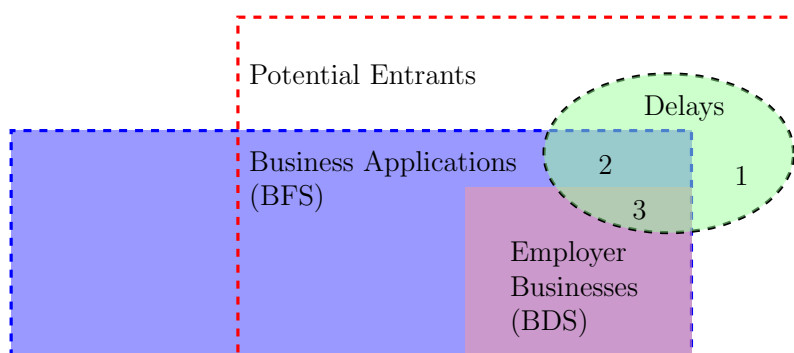 Potential Entrants
Delays
Business Applications
(BFS)
2
1
3
Employer
Businesses
(BDS)